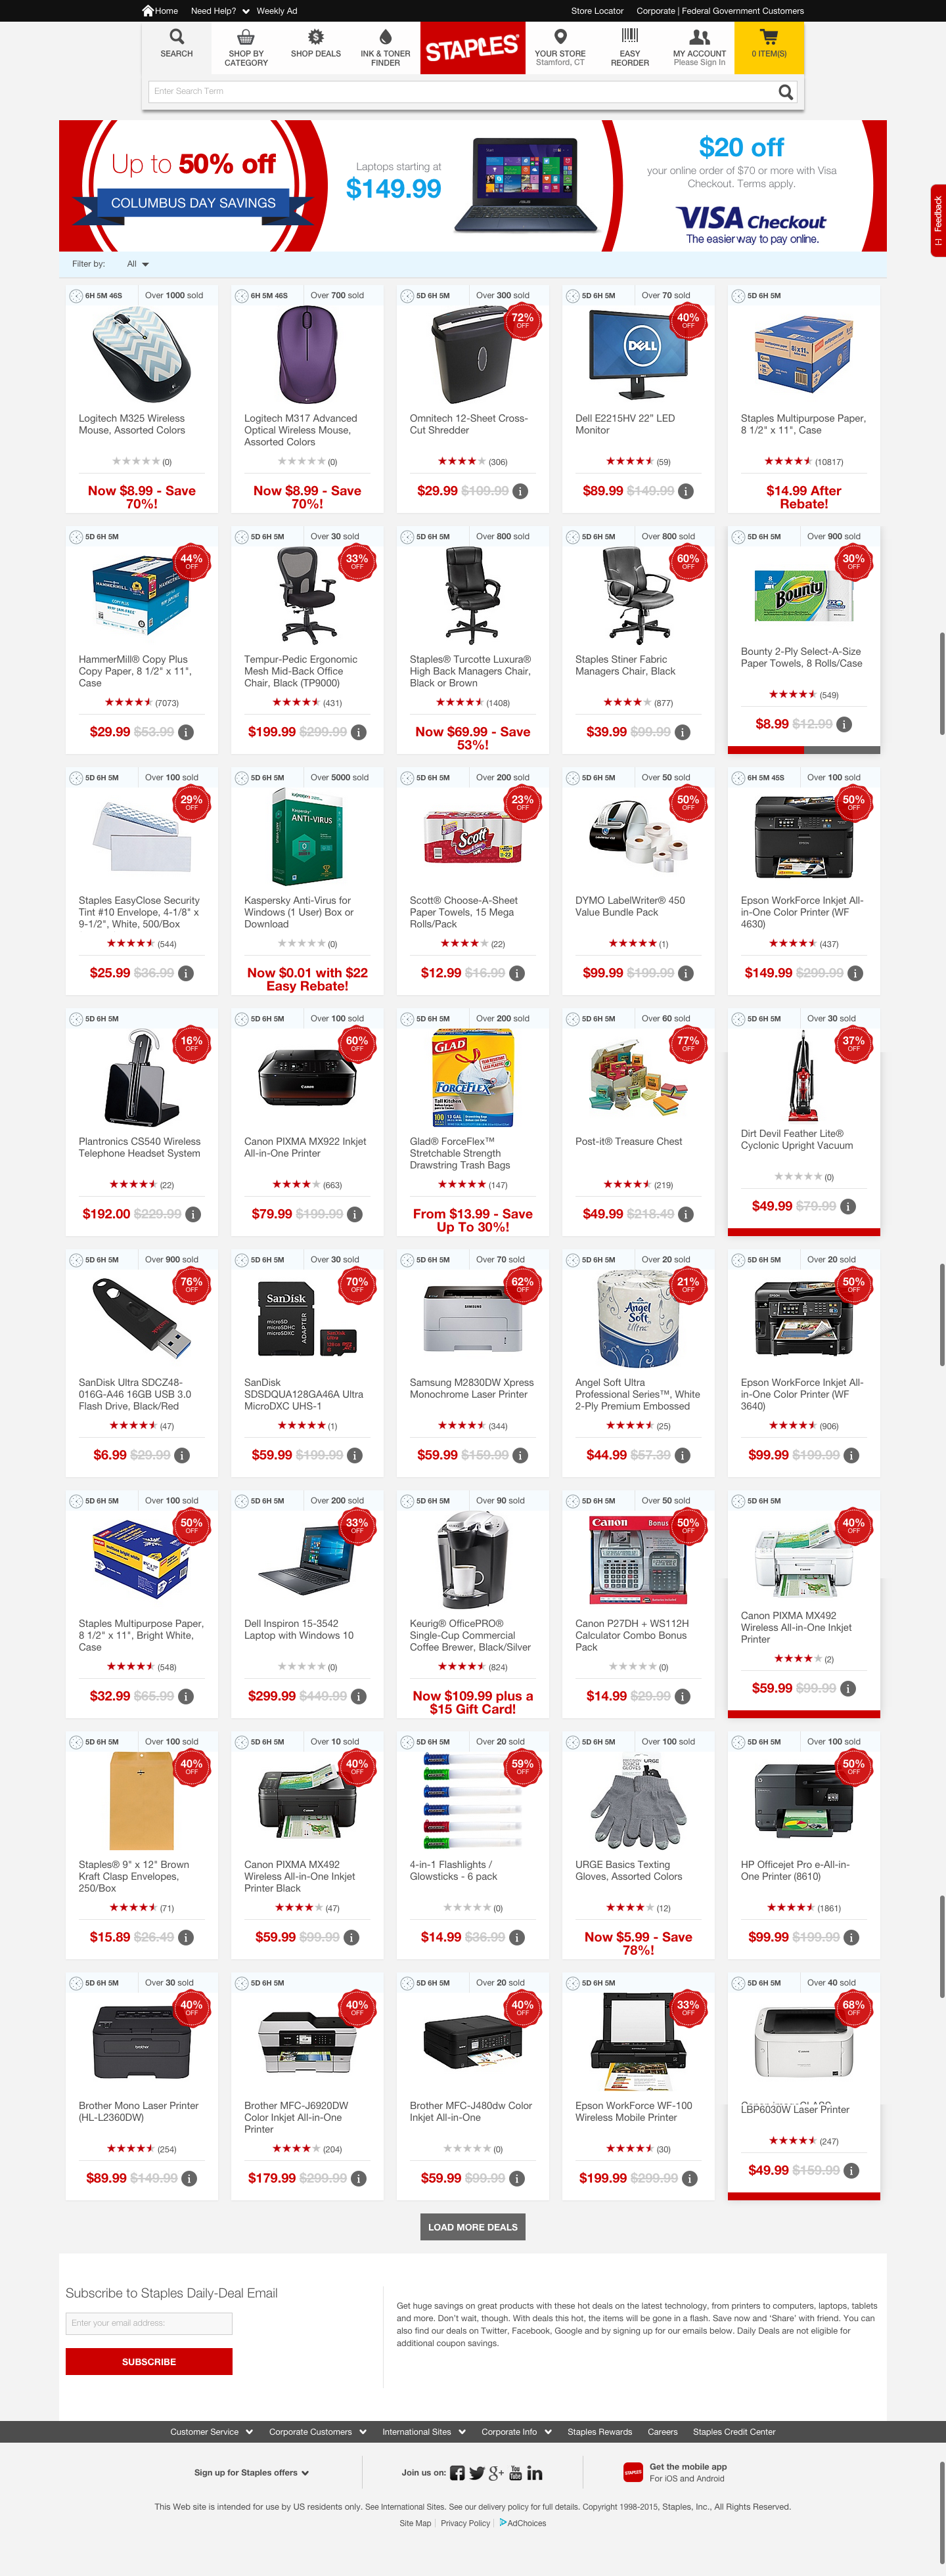 Home Need Help? Weekly Ad Store Locator Corporate | Federal Government Customers
SEARCH SHOP BY CATEGORY SHOP DEALS INK & TONER FINDER STAPLES YOUR STORE Stamford, CT EASY REORDER MY ACCOUNT Please Sign In 0 ITEM(S)
Enter Search Term
Up to 50% off
COLUMBUS DAY SAVINGS
Laptops starting at
$149.99
$20 off
your online order of $70 or more with Visa
Checkout. Terms apply.
VISA Checkout
The easier way to pay online.
[-] Feedback
Filter by: All
6H 5M 46S Over 1000 sold
Logitech M325 Wireless
Mouse, Assorted Colors
(0)
Now $8.99 - Save
70%!
6H 5M 46S Over 700 sold
Logitech M317 Advanced
Optical Wireless Mouse,
Assorted Colors
(0)
Now $8.99 - Save
70%!
5D 6H 5M Over 300 sold
72%
OFF
Omnitech 12-Sheet Cross-
Cut Shredder
(306)
$29.99 $109.99 i
5D 6H 5M Over 70 sold
40%
OFF
DELL
Dell E2215HV 22" LED
Monitor
(59)
$89.99 $149.99 i
5D 6H 5M
Staples Multipurpose Paper,
8 1/2" x 11", Case
(10817)
$14.99 After
Rebate!
5D 6H 5M
44%
OFF
HAMMERMILL
HammerMill® Copy Plus
Copy Paper, 8 1/2" x 11",
Case
(7073)
$29.99 $53.99 i
5D 6H 5M Over 30 sold
33%
OFF
Tempur-Pedic Ergonomic
Mesh Mid-Back Office
Chair, Black (TP9000)
(431)
$199.99 $299.99 i
5D 6H 5M Over 800 sold
Staples® Turcotte Luxura®
High Back Managers Chair,
Black or Brown
(1408)
Now $69.99 - Save
53%!
5D 6H 5M Over 800 sold
60%
OFF
Staples Stiner Fabric
Managers Chair, Black
(877)
$39.99 $99.99 i
5D 6H 5M Over 900 sold
30%
OFF
Bounty
Bounty 2-Ply Select-A-Size
Paper Towels, 8 Rolls/Case
(549)
$8.99 $12.99 i
5D 6H 5M Over 100 sold
29%
OFF
Staples EasyClose Security
Tint #10 Envelope, 4-1/8" x
9-1/2", White, 500/Box
(544)
$25.99 $36.99 i
5D 6H 5M Over 5000 sold
ANTI-VIRUS
Kaspersky Anti-Virus for
Windows (1 User) Box or
Download
(0)
Now $0.01 with $22
Easy Rebate!
5D 6H 5M Over 200 sold
23%
OFF
Scott
Scott® Choose-A-Sheet
Paper Towels, 15 Mega
Rolls/Pack
(22)
$12.99 $16.99 i
5D 6H 5M Over 50 sold
50%
OFF
DYMO LabelWriter® 450
Value Bundle Pack
(1)
$99.99 $199.99 i
6H 5M 45S Over 100 sold
50%
OFF
Epson WorkForce Inkjet All-
in-One Color Printer (WF
4630)
(437)
$149.99 $299.99 i
5D 6H 5M
16%
OFF
Plantronics CS540 Wireless
Telephone Headset System
(22)
$192.00 $229.99 i
5D 6H 5M Over 100 sold
60%
OFF
Canon PIXMA MX922 Inkjet
All-in-One Printer
(663)
$79.99 $199.99 i
5D 6H 5M Over 200 sold
GLAD
FORCEFLEX
Tall Kitchen
Glad® ForceFlex™
Stretchable Strength
Drawstring Trash Bags
(147)
From $13.99 - Save
Up To 30%!
5D 6H 5M Over 60 sold
77%
OFF
Post-it® Treasure Chest
(219)
$49.99 $218.49 i
5D 6H 5M Over 30 sold
37%
OFF
Dirt Devil Feather Lite®
Cyclonic Upright Vacuum
(0)
$49.99 $79.99 i
5D 6H 5M Over 900 sold
76%
OFF
SanDisk Ultra SDCZ48-
016G-A46 16GB USB 3.0
Flash Drive, Black/Red
(47)
$6.99 $29.99 i
5D 6H 5M Over 30 sold
70%
OFF
SanDisk
microSD
microSDHC
microSDXC
ADAPTER
SanDisk
SDSDQUA128GA46A Ultra
MicroDXC UHS-1
(1)
$59.99 $199.99 i
5D 6H 5M Over 70 sold
62%
OFF
SAMSUNG
Samsung M2830DW Xpress
Monochrome Laser Printer
(344)
$59.99 $159.99 i
5D 6H 5M Over 20 sold
21%
OFF
Angel
Soft
Ultra
Angel Soft Ultra
Professional Series™, White
2-Ply Premium Embossed
(25)
$44.99 $57.39 i
5D 6H 5M Over 20 sold
50%
OFF
Epson WorkForce Inkjet All-
in-One Color Printer (WF
3640)
(906)
$99.99 $199.99 i
5D 6H 5M Over 100 sold
50%
OFF
Staples Multipurpose Paper,
8 1/2" x 11", Bright White,
Case
(548)
$32.99 $65.99 i
5D 6H 5M Over 200 sold
33%
OFF
Dell Inspiron 15-3542
Laptop with Windows 10
(0)
$299.99 $449.99 i
5D 6H 5M Over 90 sold
Keurig® OfficePRO®
Single-Cup Commercial
Coffee Brewer, Black/Silver
(824)
Now $109.99 plus a
$15 Gift Card!
5D 6H 5M Over 50 sold
Canon Bonus
50%
OFF
Canon P27DH + WS112H
Calculator Combo Bonus
Pack
(0)
$14.99 $29.99 i
5D 6H 5M
40%
OFF
Canon PIXMA MX492
Wireless All-in-One Inkjet
Printer
(2)
$59.99 $99.99 i
5D 6H 5M Over 100 sold
40%
OFF
Staples® 9" x 12" Brown
Kraft Clasp Envelopes,
250/Box
(71)
$15.89 $26.49 i
5D 6H 5M Over 10 sold
40%
OFF
Canon PIXMA MX492
Wireless All-in-One Inkjet
Printer Black
(47)
$59.99 $99.99 i
5D 6H 5M Over 20 sold
59%
OFF
4-in-1 Flashlights /
Glowsticks - 6 pack
(0)
$14.99 $36.99 i
5D 6H 5M Over 100 sold
URGE
URGE Basics Texting
Gloves, Assorted Colors
(12)
Now $5.99 - Save
78%!
5D 6H 5M Over 100 sold
50%
OFF
HP Officejet Pro e-All-in-
One Printer (8610)
(1861)
$99.99 $199.99 i
5D 6H 5M Over 30 sold
40%
OFF
Brother Mono Laser Printer
(HL-L2360DW)
(254)
$89.99 $149.99 i
5D 6H 5M
40%
OFF
Brother MFC-J6920DW
Color Inkjet All-in-One
Printer
(204)
$179.99 $299.99 i
5D 6H 5M Over 20 sold
40%
OFF
Brother MFC-J480dw Color
Inkjet All-in-One
(0)
$59.99 $99.99 i
5D 6H 5M
33%
OFF
Epson WorkForce WF-100
Wireless Mobile Printer
(30)
$199.99 $299.99 i
5D 6H 5M Over 40 sold
68%
OFF
LBP6030W Laser Printer
(247)
$49.99 $159.99 i
LOAD MORE DEALS
Subscribe to Staples Daily-Deal Email
Enter your email address:
SUBSCRIBE
Get huge savings on great products with these hot deals on the latest technology, from printers to computers, laptops, tablets
and more. Don't wait, though. With deals this hot, the items will be gone in a flash. Save now and 'Share' with friend. You can
also find our deals on Twitter, Facebook, Google and by signing up for our emails below. Daily Deals are not eligible for
additional coupon savings.
Customer Service Corporate Customers International Sites Corporate Info Staples Rewards Careers Staples Credit Center
Sign up for Staples offers
Join us on:
Get the mobile app
For iOS and Android
This Web site is intended for use by US residents only. See International Sites. See our delivery policy for full details. Copyright 1998-2015, Staples, Inc., All Rights Reserved.
Site Map Privacy Policy AdChoices